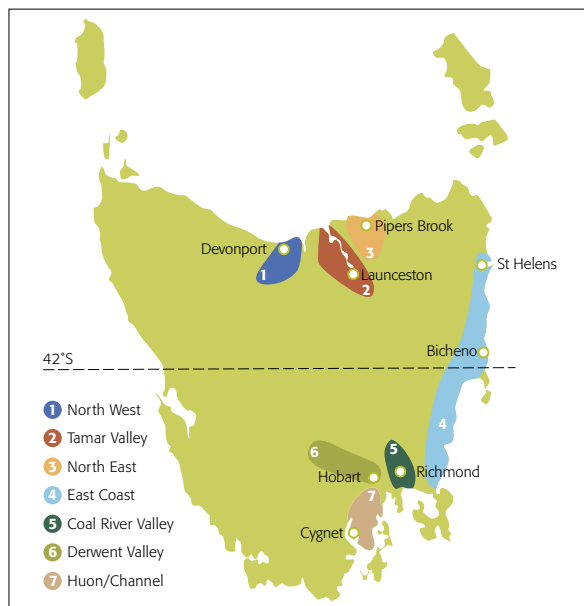 Devonport
Pipers Brook
3
1
Launceston
2
St Helens
Bicheno
42°S
1 North West
2 Tamar Valley
3 North East
4 East Coast
5 Coal River Valley
6 Derwent Valley
7 Huon/Channel
4
6
5
Hobart
Richmond
7
Cygnet